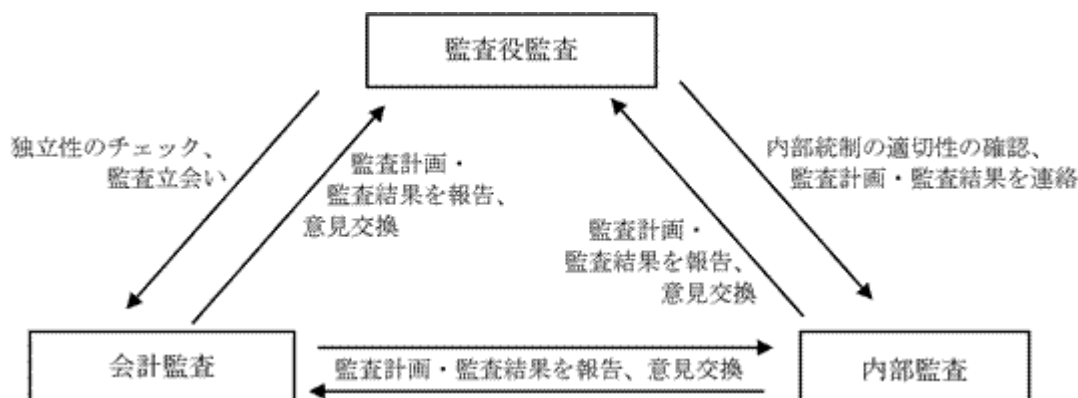 監査役監査
独立性のチェック、
監査立会い
監査計画・
監査結果を報告、
意見交換
内部統制の適切性の確認、
監査計画・監査結果を連絡
監査計画・
監査結果を報告、
意見交換
会計監査
監査計画・監査結果を報告、意見交換
内部監査